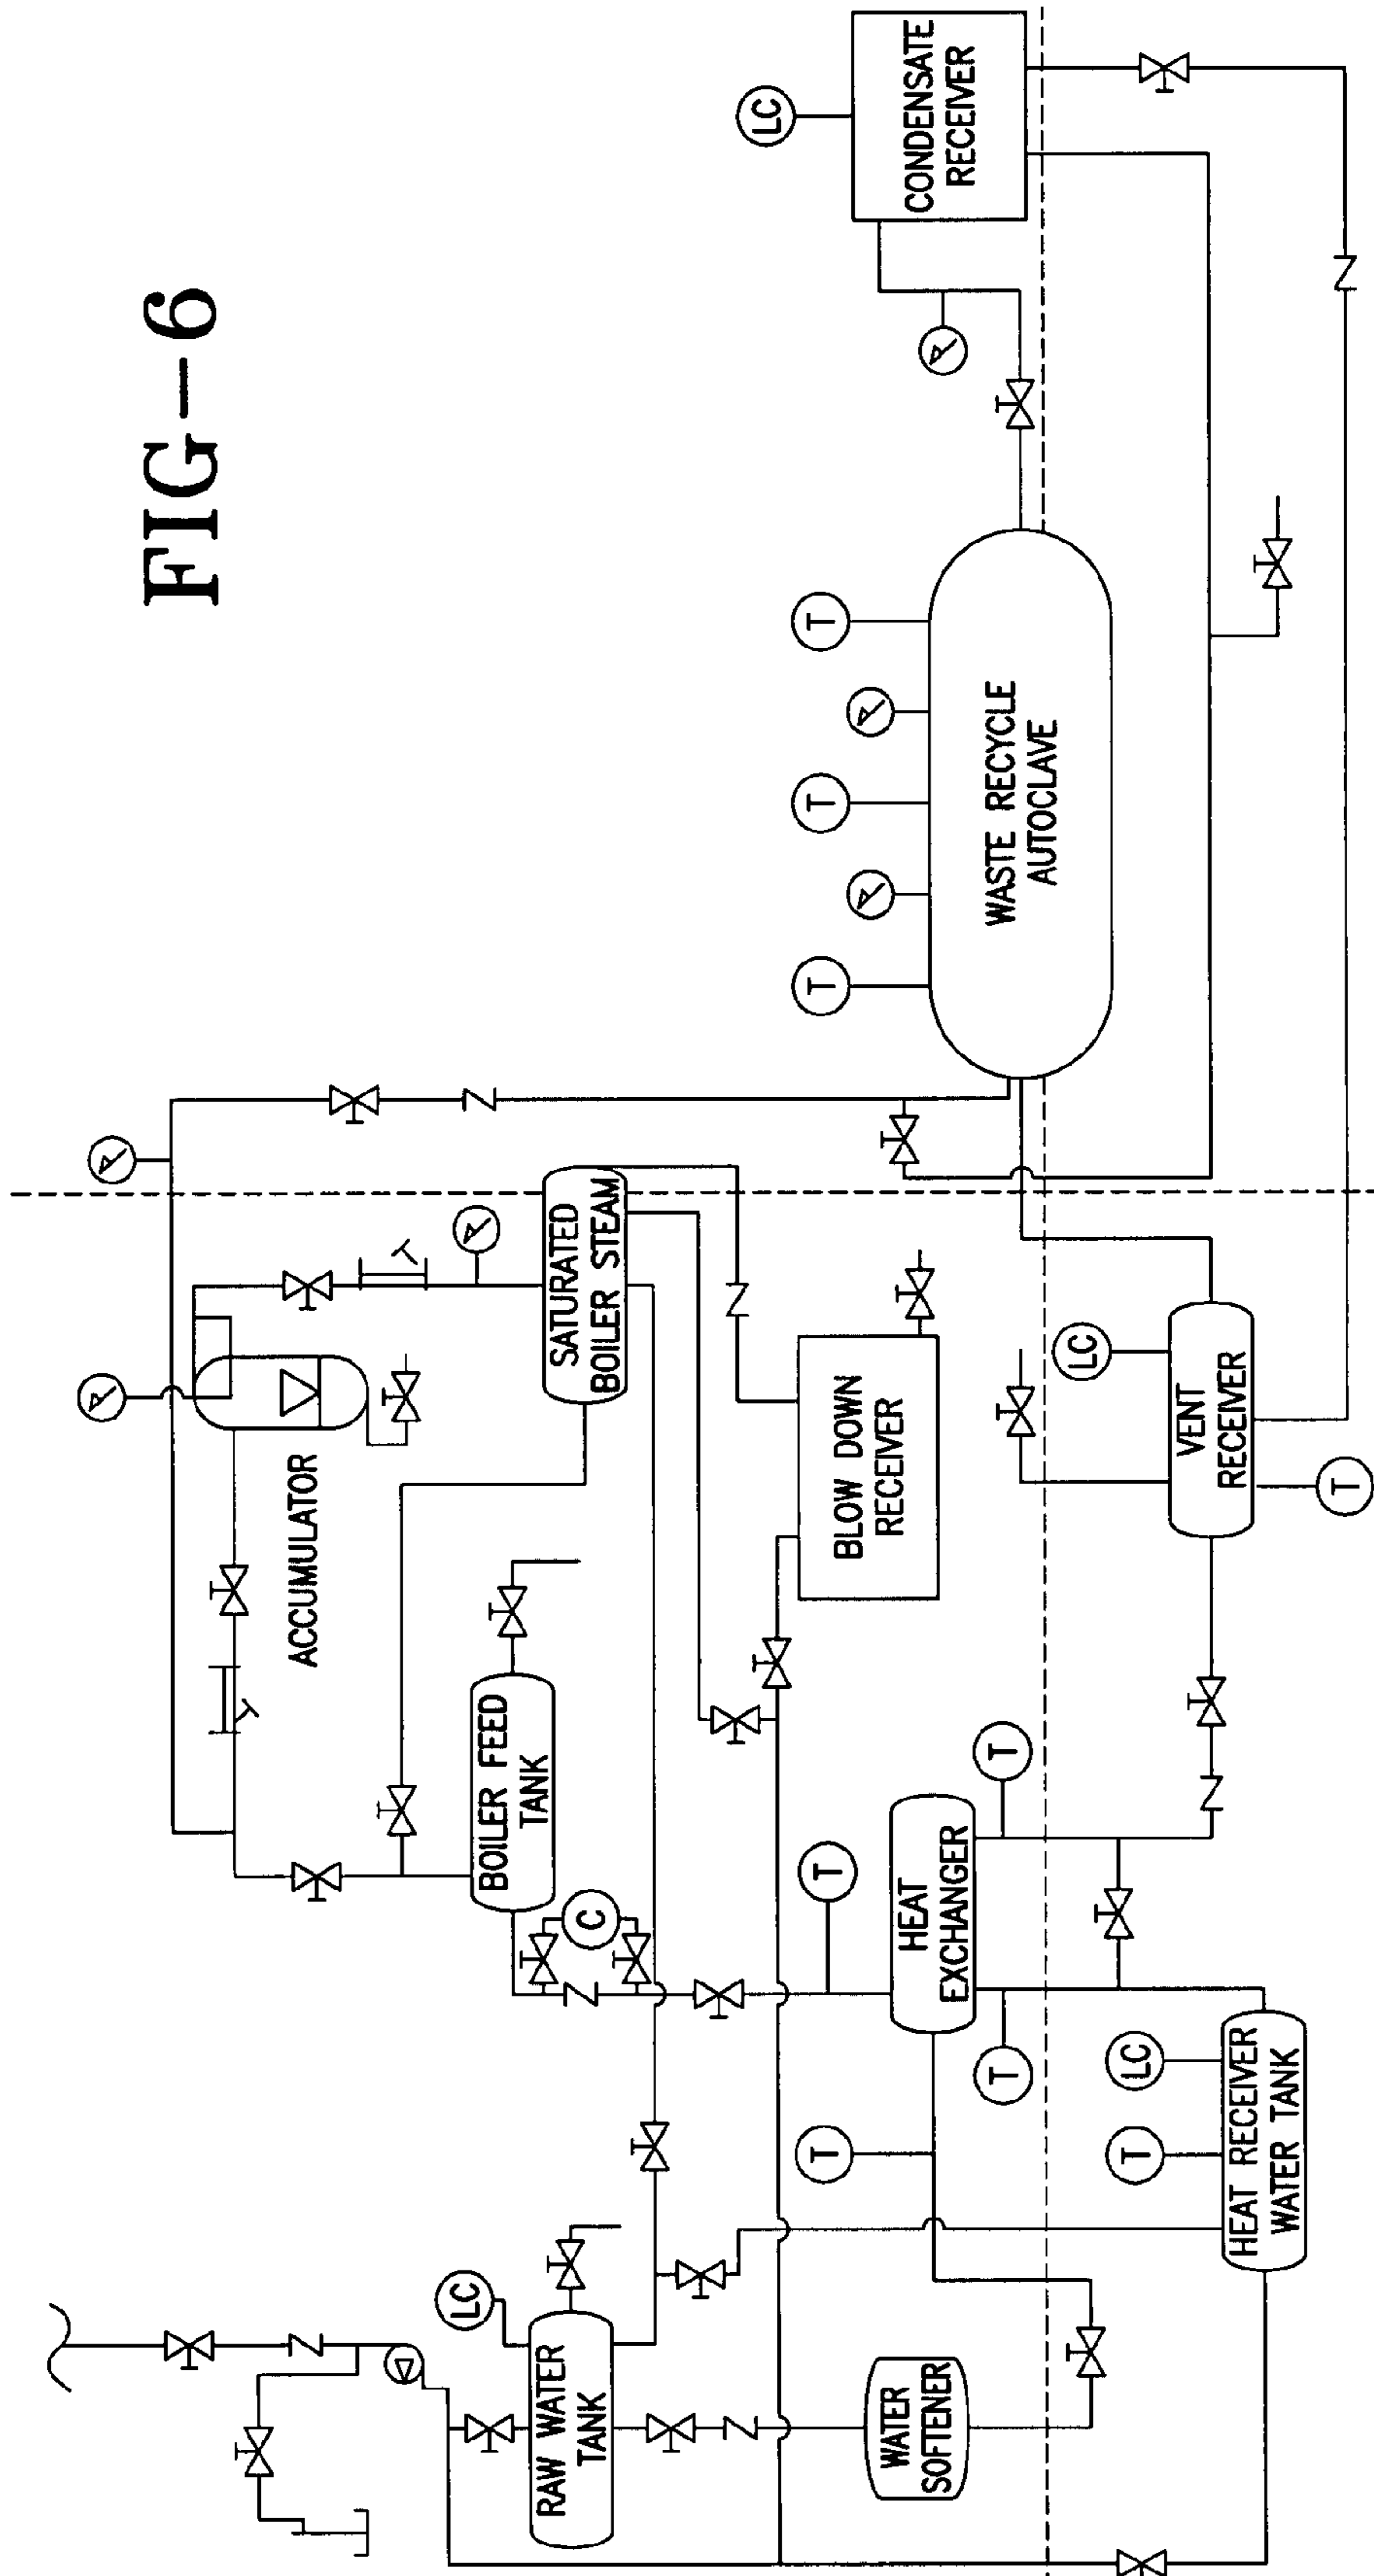 FIG-6
ACCUMULATOR
LC
BOILER FEED
TANK
SATURATED
BOILER STEAM
RAW WATER
TANK
C
LC
T
T
T
T
T
BLOW DOWN
RECEIVER
WATER
SOFTENER
HEAT
EXCHANGER
CONDENSATE
RECEIVER
T
T
WASTE RECYCLE
AUTOCLAVE
LC
T
LC
VENT
RECEIVER
HEAT RECEIVER
WATER TANK
T